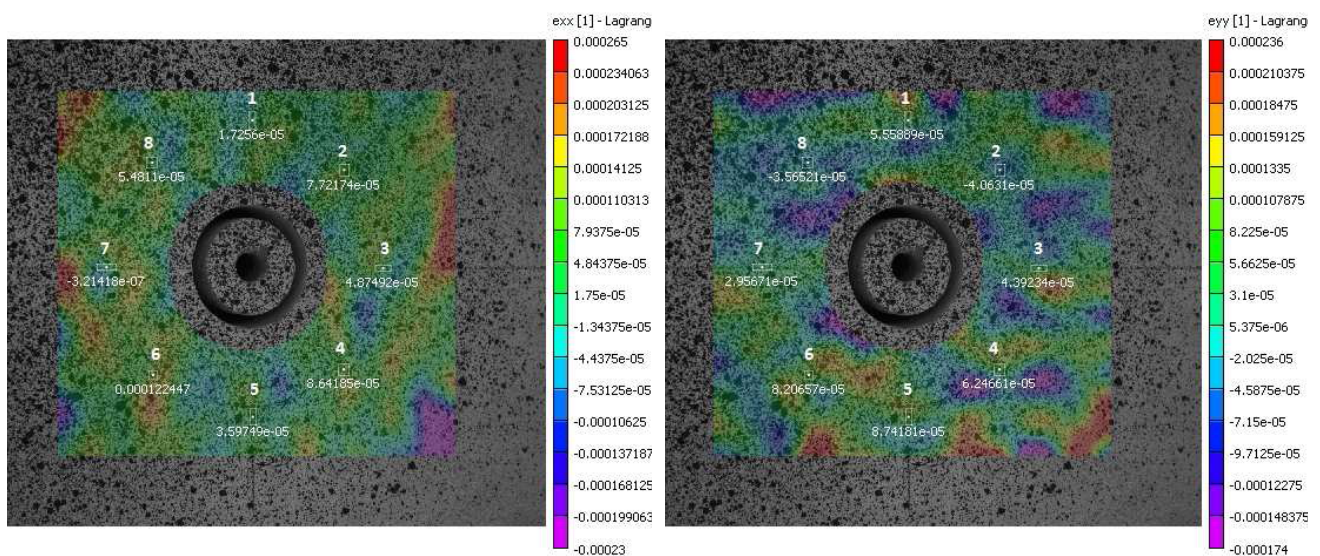 exx [1] - Lagrang
0.000265
0.000234063
0.000203125
0.000172188
0.00014125
0.000110313
7.9375e-05
4.84375e-05
1.75e-05
-1.34375e-05
-4.4375e-05
-7.53125e-05
-0.00010625
-0.000137187
-0.000168125
-0.000199063
-0.00023
1
1.7256e-05
8
5.4811e-05
2
7.72174e-05
7
-3.21418e-07
3
4.87492e-05
6
0.000122447
4
8.64185e-05
5
3.59749e-05
eyy [1] - Lagrang
0.000236
0.000210375
0.00018475
0.000159125
0.0001335
0.000107875
8.225e-05
5.6625e-05
3.1e-05
5.375e-06
-2.025e-05
-4.5875e-05
-7.15e-05
-9.7125e-05
-0.00012275
-0.000148375
-0.000174
1
5.55889e-05
8
-3.56521e-05
2
-4.0631e-05
7
2.95671e-05
3
4.39234e-05
6
8.20657e-05
4
6.24661e-05
5
8.74181e-05